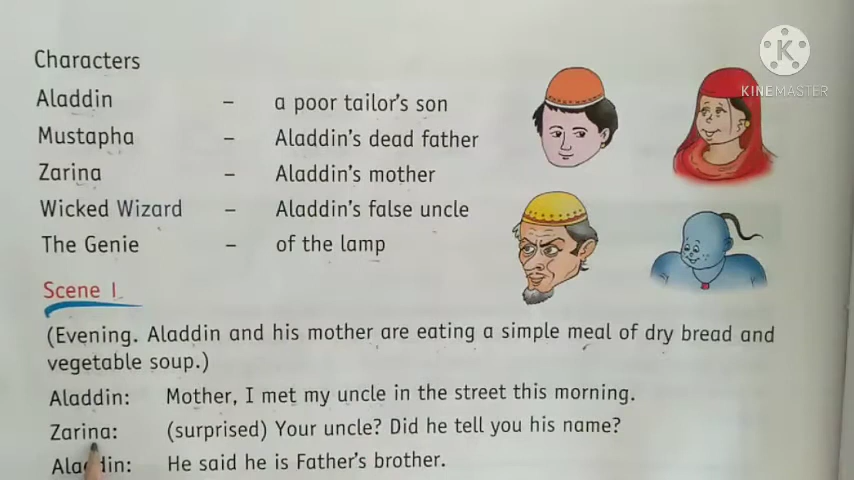 Characters
Aladdin – a poor tailor's son
Mustapha – Aladdin's dead father
Zarina – Aladdin's mother
Wicked Wizard – Aladdin's false uncle
The Genie – of the lamp
K
KINEMASTER
Scene 1
(Evening. Aladdin and his mother are eating a simple meal of dry bread and
vegetable soup.)
Aladdin: Mother, I met my uncle in the street this morning.
Zarina: (surprised) Your uncle? Did he tell you his name?
Aladdin: He said he is Father's brother.